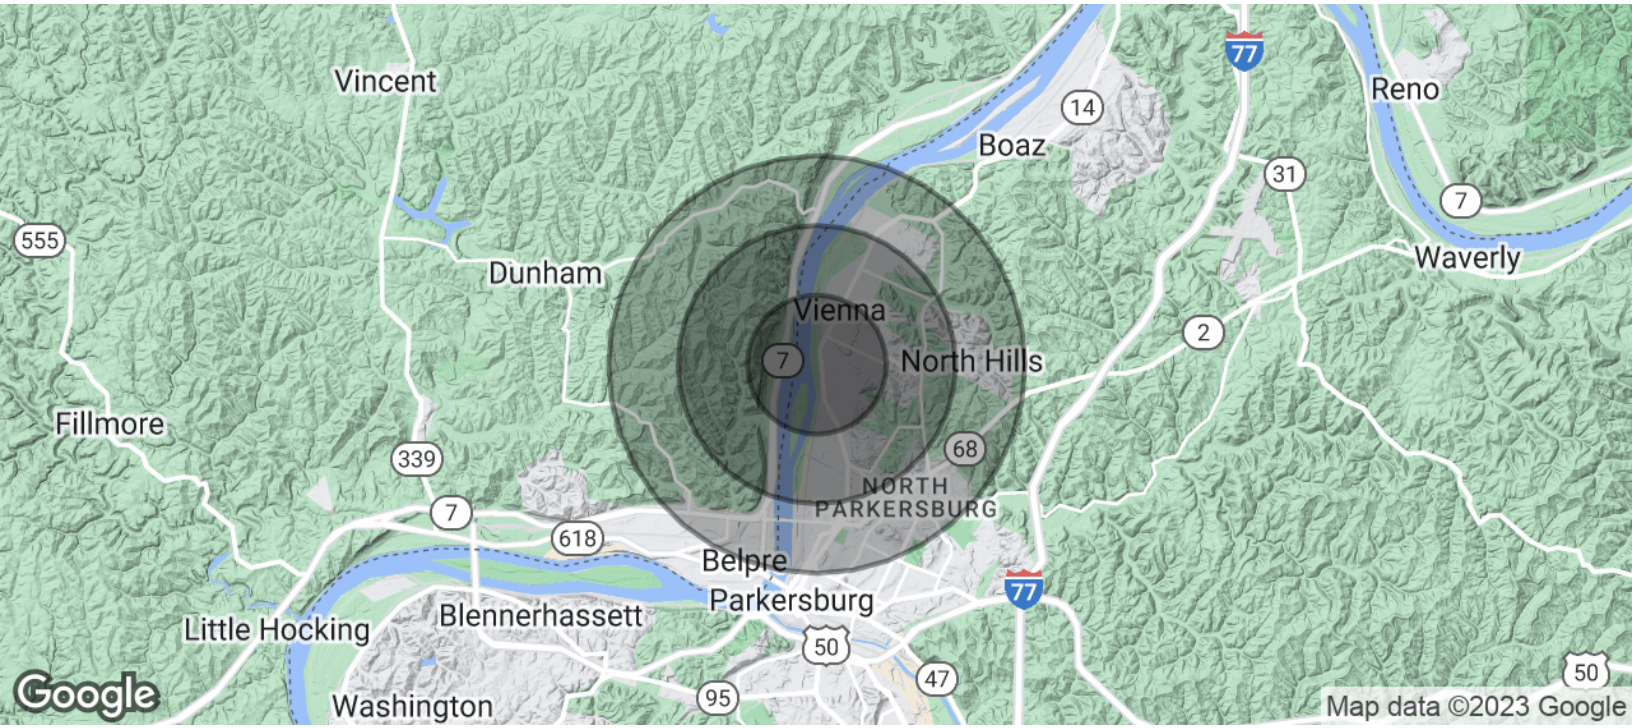 77
Vincent
Reno
14
Boaz
31
7
555
Waverly
Dunham
Vienna
2
7
North Hills
Fillmore
68
339
NORTH
PARKERSBURG
7
618
Belpre
77
Parkersburg
Blennerhassett
Little Hocking
50
50
47
Google
95
Washington
Map data ©2023 Google